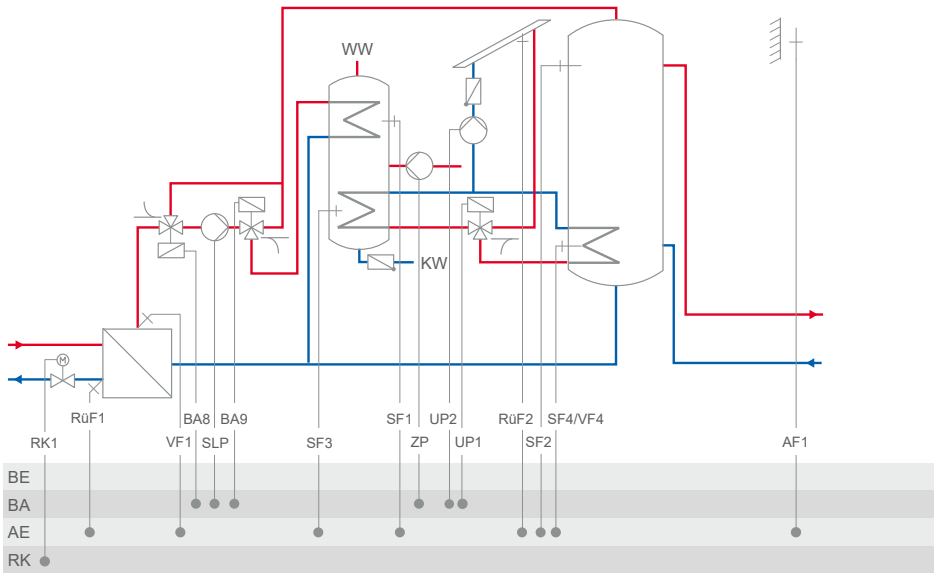 WW
KW
M
RüF1
BA8
BA9
SF1
UP2
RüF2
SF4/VF4
RK1
VF1
SLP
SF3
ZP
UP1
SF2
AF1
BE
BA
AE
RK